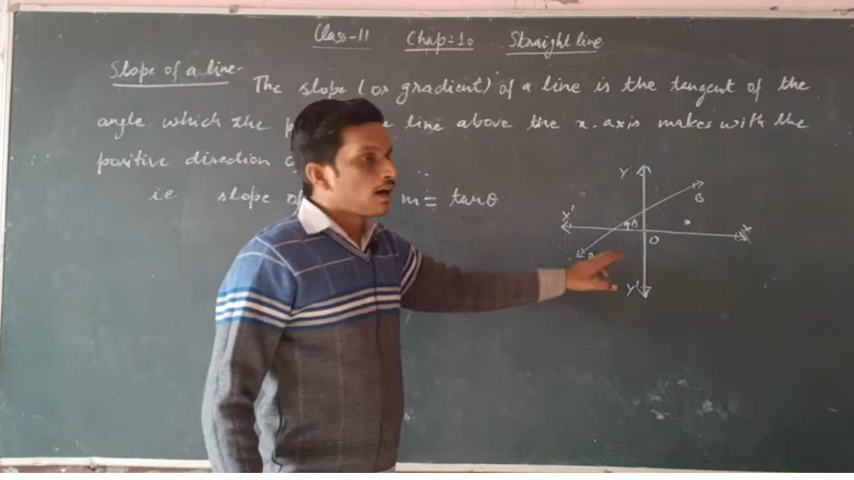 Class-11 Chap:10 Straight line
Slope of a line- The slope (or gradient) of a line is the tangent of the
angle which the p line above the x-axis makes with the
positive direction
ie slope of m = tanθ
Y
B
X' θ X
O
A
Y'